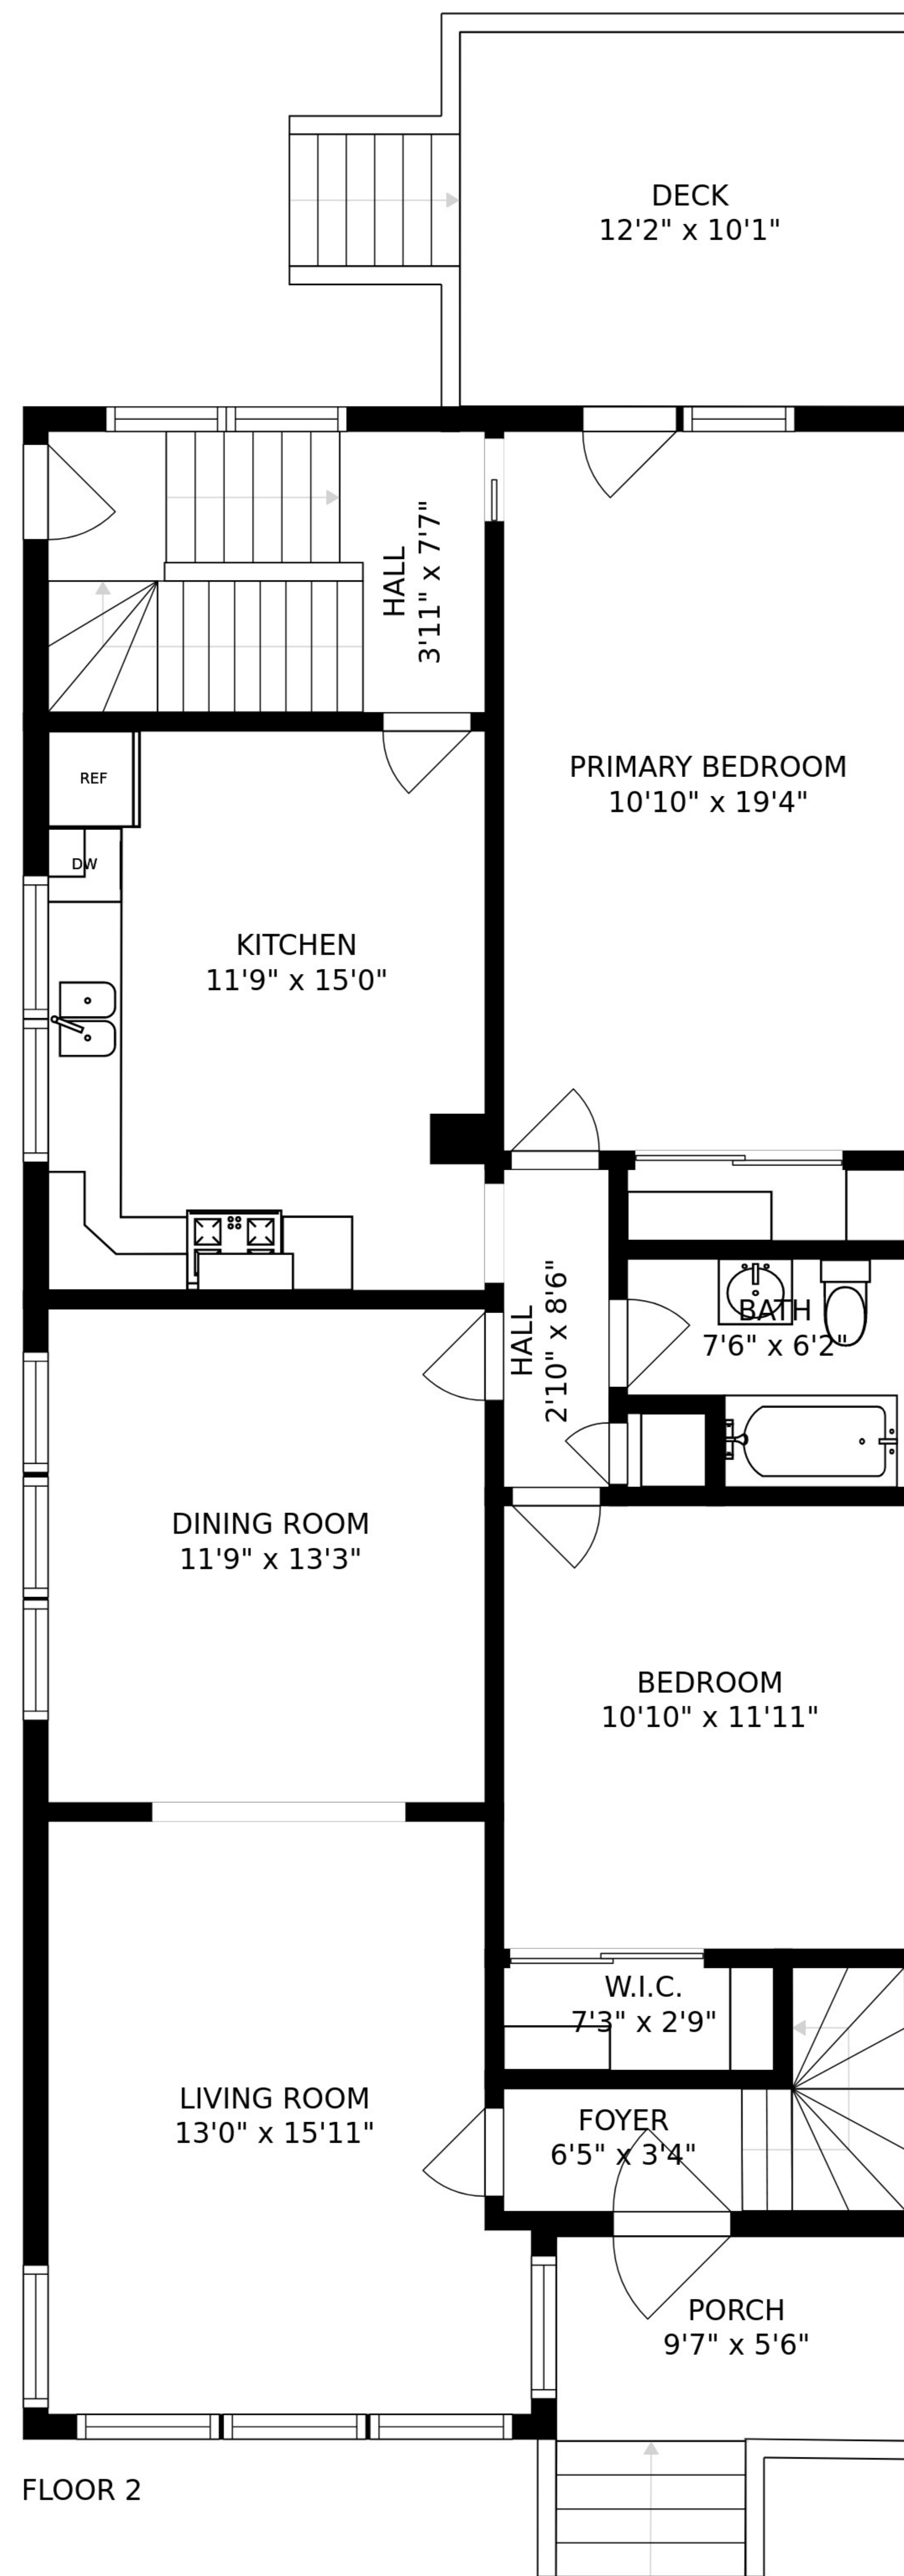 DECK
12'2" x 10'1"
HALL
3'11" x 7'7"
PRIMARY BEDROOM
10'10" x 19'4"
REF
DW
KITCHEN
11'9" x 15'0"
HALL
2'10" x 8'6"
BATH
7'6" x 6'2"
DINING ROOM
11'9" x 13'3"
BEDROOM
10'10" x 11'11"
W.I.C.
7'3" x 2'9"
LIVING ROOM
13'0" x 15'11"
FOYER
6'5" x 3'4"
PORCH
9'7" x 5'6"
FLOOR 2